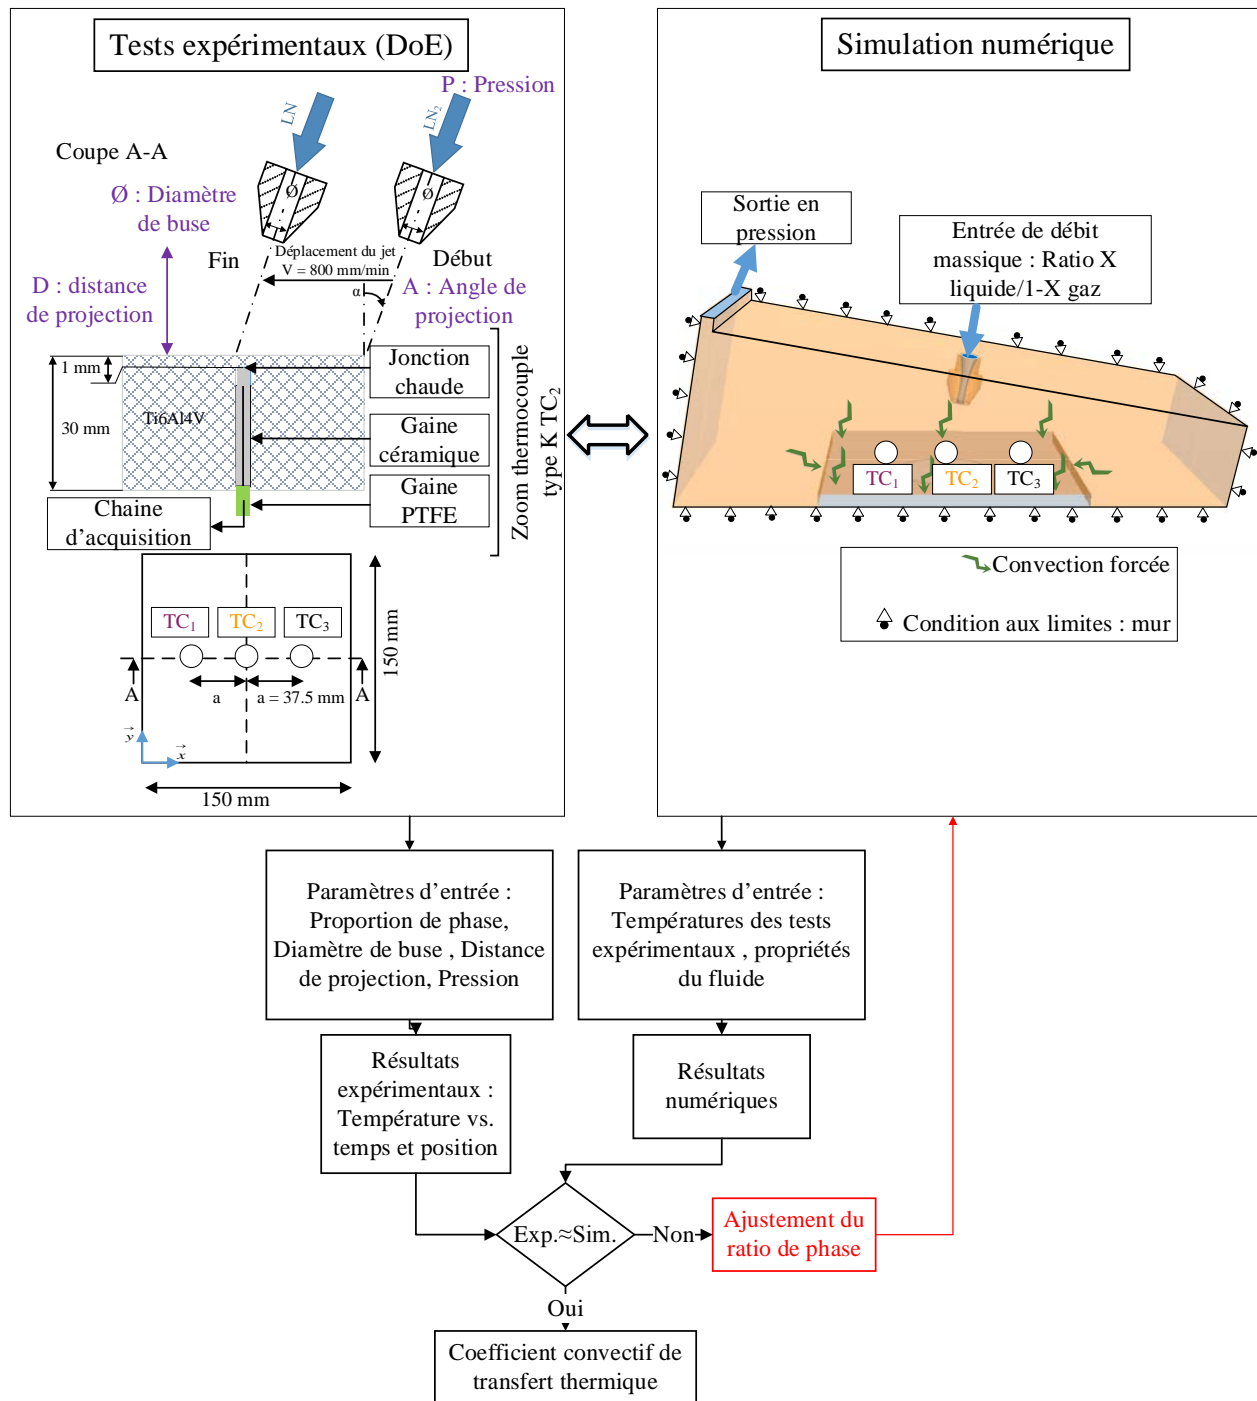 Tests expérimentaux (DoE)
P : Pression
LN
LN2
Coupe A-A
Ø : Diamètre
de buse
Ø
Ø
Fin
Déplacement du jet
V = 800 mm/min
Début
α
D : distance
de projection
A : Angle de
projection
1 mm
30 mm
Ti6Al4V
Jonction
chaude
Gaine
céramique
Gaine
PTFE
Chaine
d’acquisition
Zoom thermocouple
type K TC2
TC1
TC2
TC3
A
A
a
a = 37.5 mm
150 mm
y
x
150 mm
Simulation numérique
Sortie en
pression
Entrée de débit
massique : Ratio X
liquide/1-X gaz
TC1
TC2
TC3
Convection forcée
Condition aux limites : mur
Paramètres d’entrée :
Proportion de phase,
Diamètre de buse , Distance
de projection, Pression
Paramètres d’entrée :
Températures des tests
expérimentaux , propriétés
du fluide
Résultats
expérimentaux :
Température vs.
temps et position
Résultats
numériques
Exp.≈Sim.
Non
Ajustement du
ratio de phase
Oui
Coefficient convectif de
transfert thermique